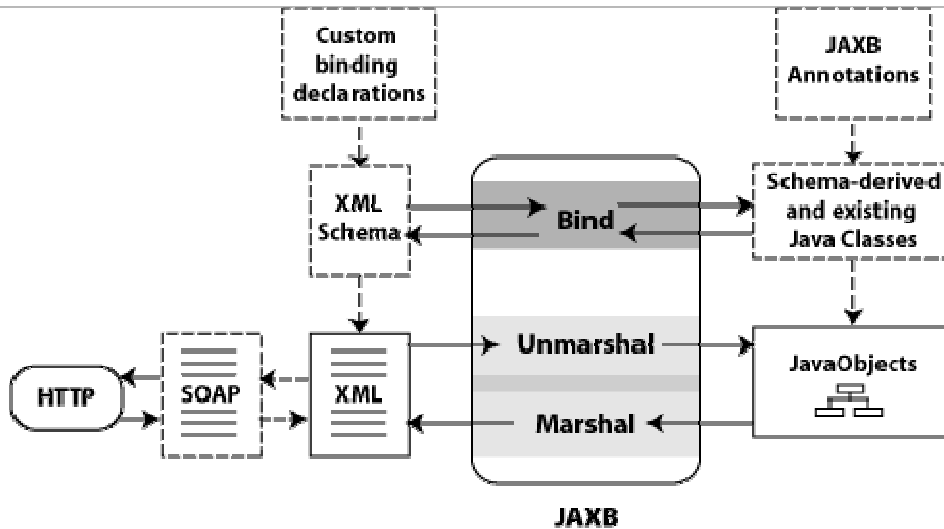 Custom
binding
declarations
JAXB
Annotations
XML
Schema
Bind
Schema-derived
and existing
Java Classes
HTTP
SOAP
XML
Unmarshal
Marshal
JavaObjects
JAXB